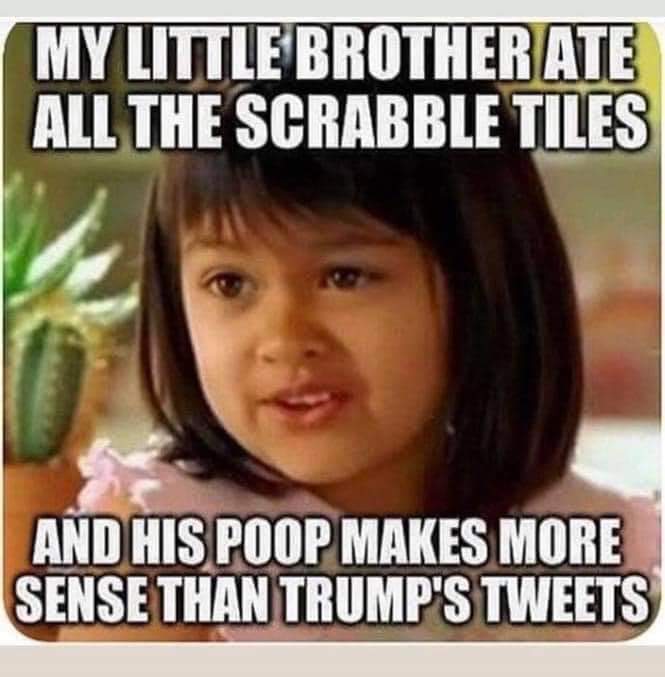 MY LITTLE BROTHER ATE
ALL THE SCRABBLE TILES
AND HIS POOP MAKES MORE
SENSE THAN TRUMP'S TWEETS